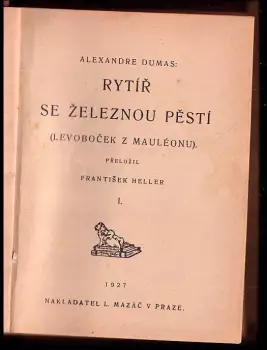 ALEXANDRE DUMAS:
RYTÍŘ
SE ŽELEZNOU PĚSTÍ
(LEVOBOČEK Z MAULÉONU).
PŘELOŽIL
FRANTIŠEK HELLER
I.
1927
NAKLADATEL L. MAZÁČ V PRAZE.